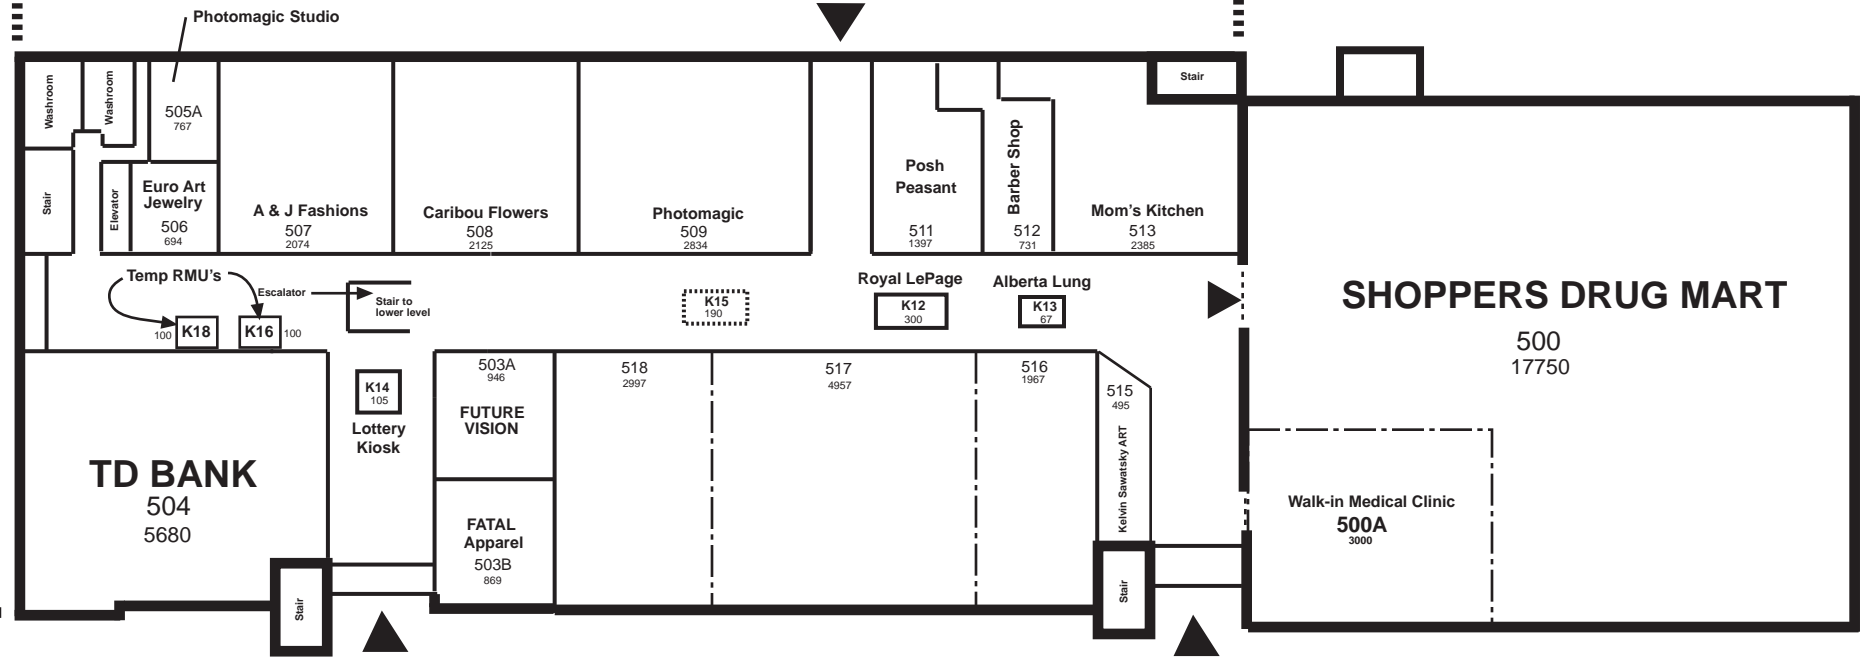 Photomagic Studio
Washroom
Washroom
505A
767
Stair
Stair
Elevator
Euro Art
Jewelry
506
694
A & J Fashions
507
2074
Caribou Flowers
508
2125
Photomagic
509
2834
Posh
Peasant
511
1397
Barber Shop
512
731
Mom's Kitchen
513
2385
Temp RMU's
Escalator
Stair to
lower level
K15
190
Royal LePage
K12
300
Alberta Lung
K13
67
SHOPPERS DRUG MART
500
17750
100
K18
K16
100
K14
105
Lottery
Kiosk
503A
946
FUTURE
VISION
518
2997
517
4957
516
1967
515
495
Kelvin Sawatsky ART
TD BANK
504
5680
FATAL
Apparel
503B
869
Walk-in Medical Clinic
500A
3000
Stair
Stair